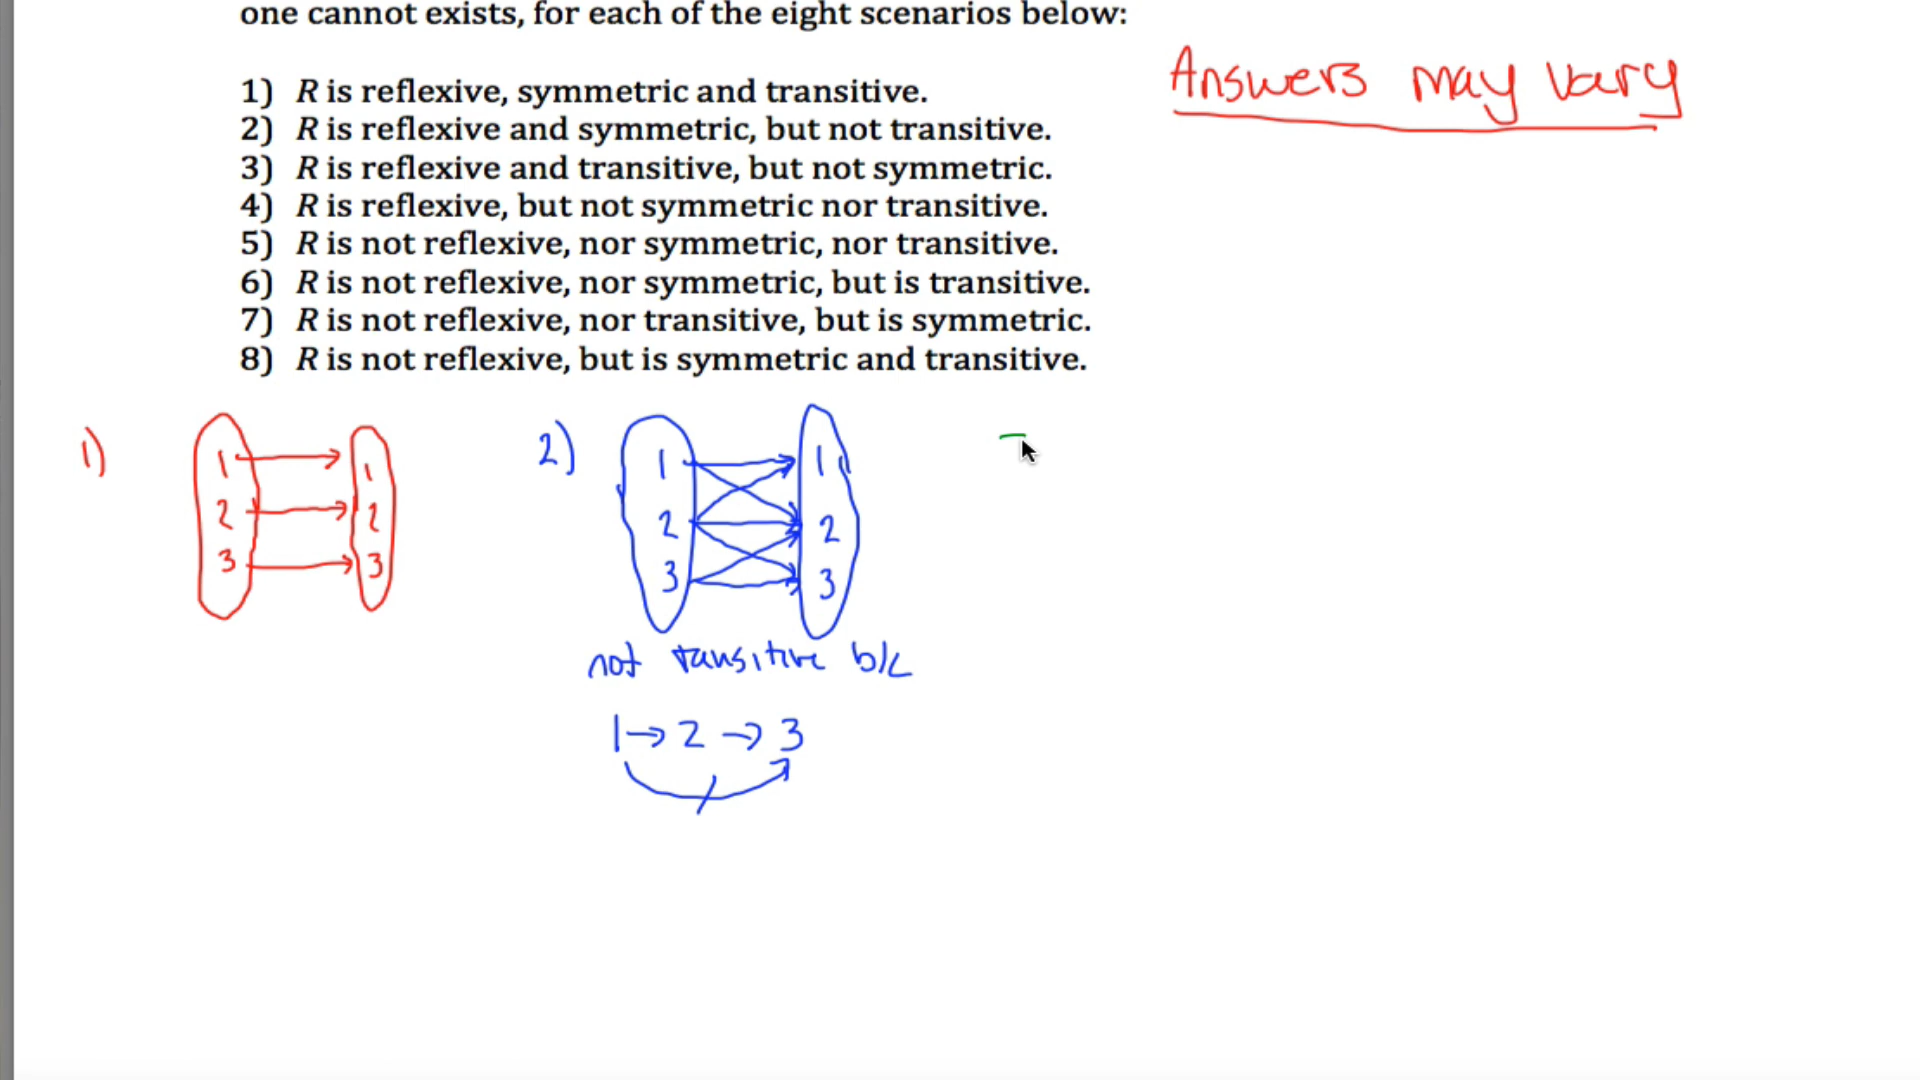 one cannot exists, for each of the eight scenarios below:
Answers may vary
1) R is reflexive, symmetric and transitive.
2) R is reflexive and symmetric, but not transitive.
3) R is reflexive and transitive, but not symmetric.
4) R is reflexive, but not symmetric nor transitive.
5) R is not reflexive, nor symmetric, nor transitive.
6) R is not reflexive, nor symmetric, but is transitive.
7) R is not reflexive, nor transitive, but is symmetric.
8) R is not reflexive, but is symmetric and transitive.
1)
1 → 1
2 → 2
3 → 3
2)
1 1
2 2
3 3
not transitive b/c
1→2→3